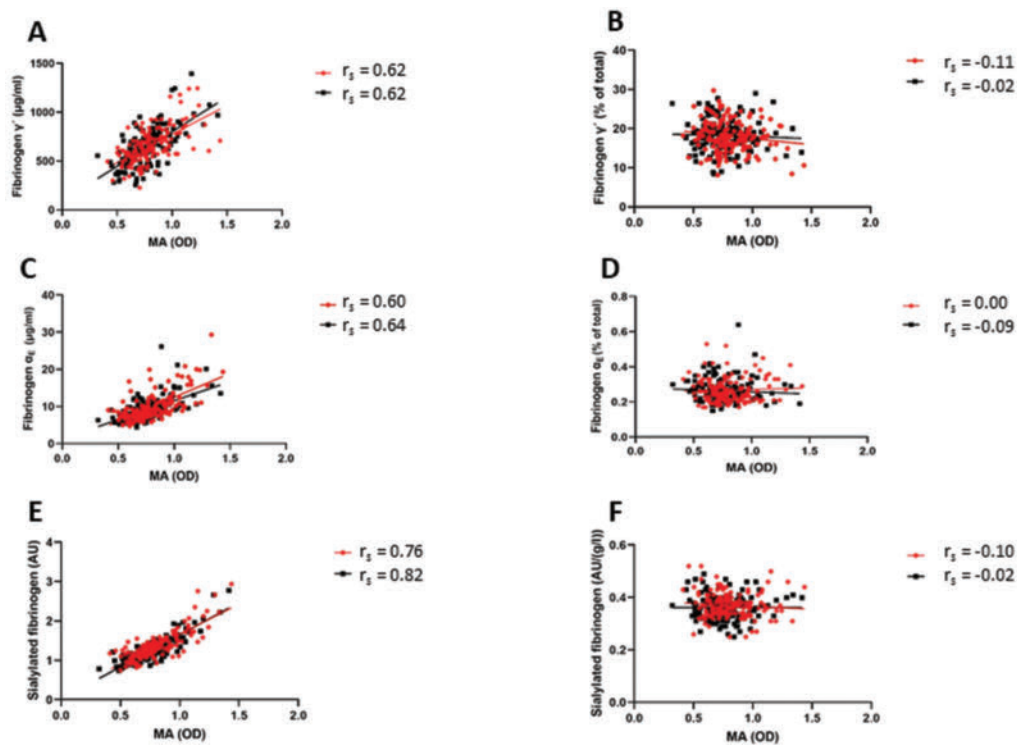 A
rs = 0.62
rs = 0.62
Fibrinogen γ′ (μg/ml)
1500
1000
500
0
0.0 0.5 1.0 1.5 2.0
MA (OD)
B
rs = -0.11
rs = -0.02
Fibrinogen γ′ (% of total)
40
30
20
10
0
0.0 0.5 1.0 1.5 2.0
MA (OD)
C
rs = 0.60
rs = 0.64
Fibrinogen αE (μg/ml)
40
30
20
10
0
0.0 0.5 1.0 1.5 2.0
MA (OD)
D
rs = 0.00
rs = -0.09
Fibrinogen αE (% of total)
0.8
0.6
0.4
0.2
0.0
0.0 0.5 1.0 1.5 2.0
MA (OD)
E
rs = 0.76
rs = 0.82
Sialylated fibrinogen (AU)
4
3
2
1
0
0.0 0.5 1.0 1.5 2.0
MA (OD)
F
rs = -0.10
rs = -0.02
Sialylated fibrinogen (AU/(g/l))
0.6
0.4
0.2
0.0
0.0 0.5 1.0 1.5 2.0
MA (OD)